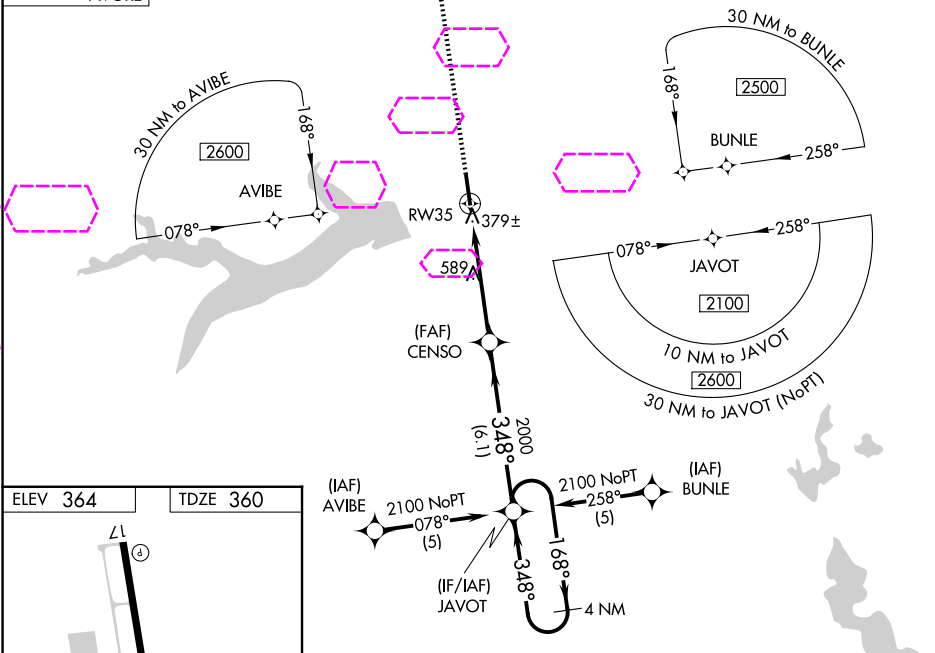 30 NM to AVIBE
168°
2600
AVIBE
078°
30 NM to BUNLE
168°
2500
BUNLE
258°
RW35
379±
589
078°
258°
JAVOT
2100
10 NM to JAVOT
2600
30 NM to JAVOT (NoPT)
(FAF)
CENSO
2000
348°
(6.1)
(IAF)
AVIBE
2100 NoPT
078°
(5)
2100 NoPT
258°
(5)
(IAF)
BUNLE
(IF/IAF)
JAVOT
348°
168°
4 NM
ELEV 364
TDZE 360
17
P